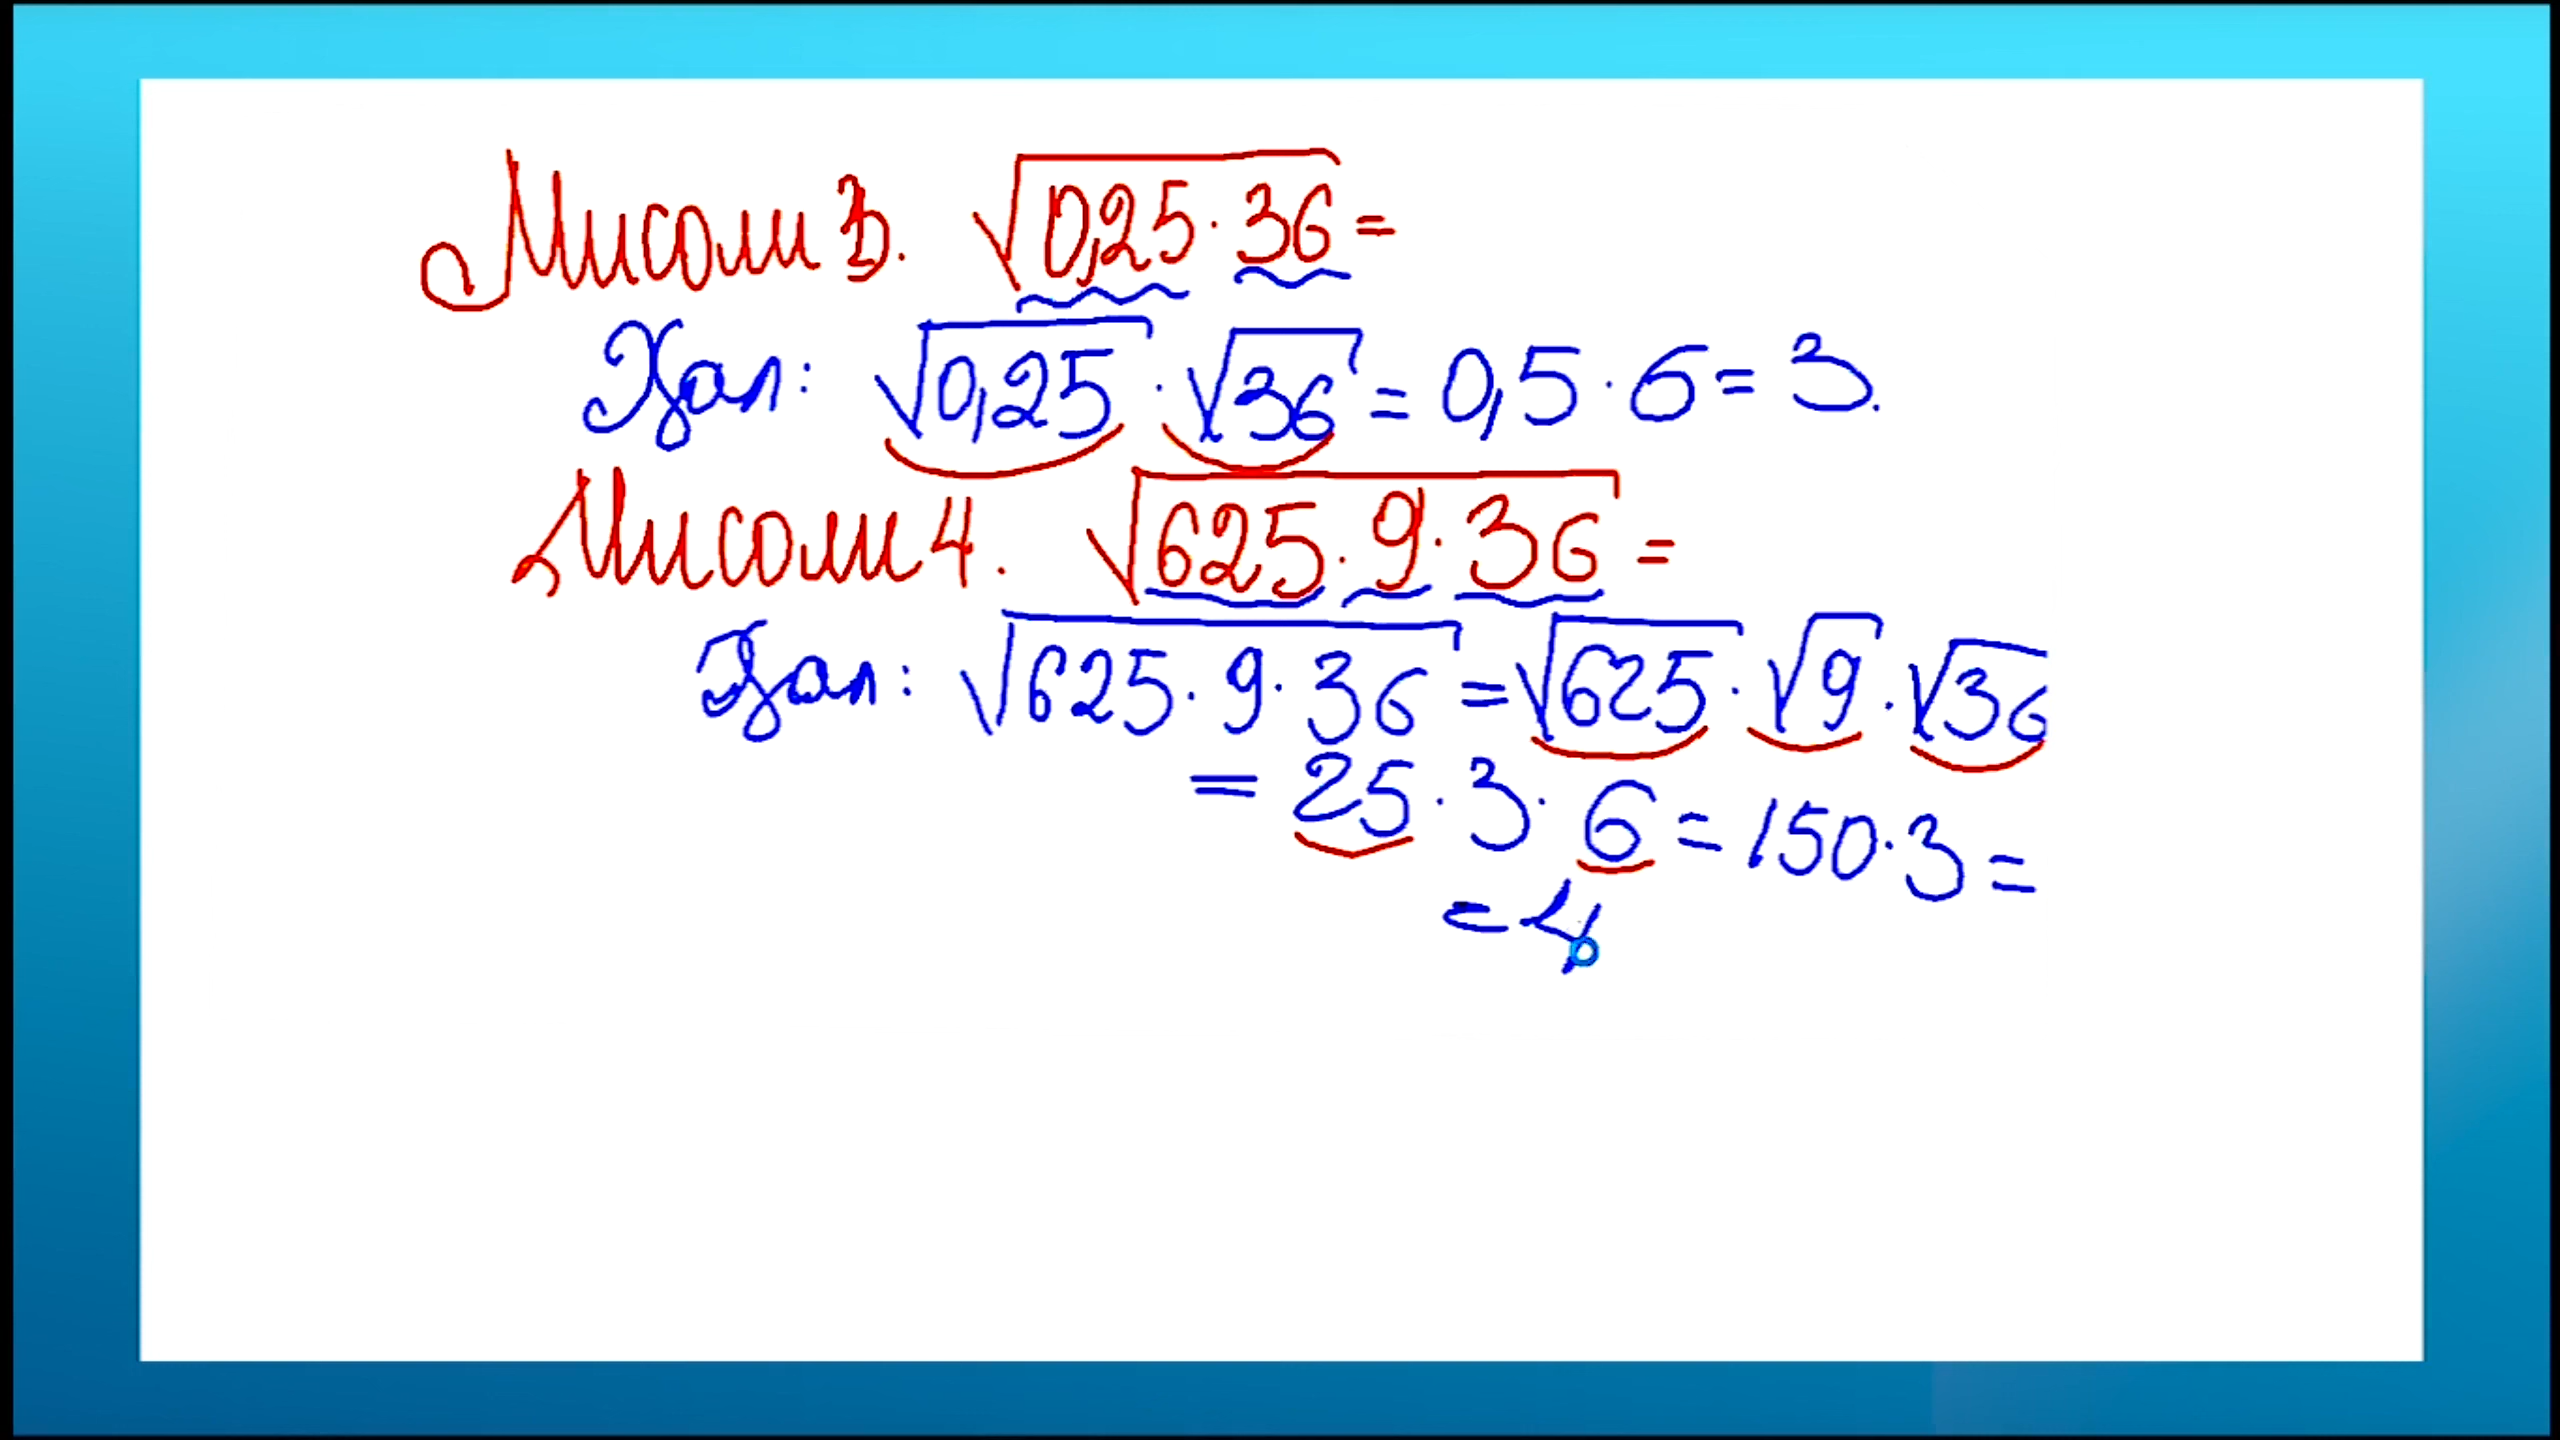 Мисоли 3. √0,25 · 36 =
Ҳал: √0,25 · √36 = 0,5 · 6 = 3.
Мисоли 4. √625 · 9 · 36 =
Ҳал: √625 · 9 · 36 = √625 · √9 · √36
= 25 · 3 · 6 = 150 · 3 =
= 4